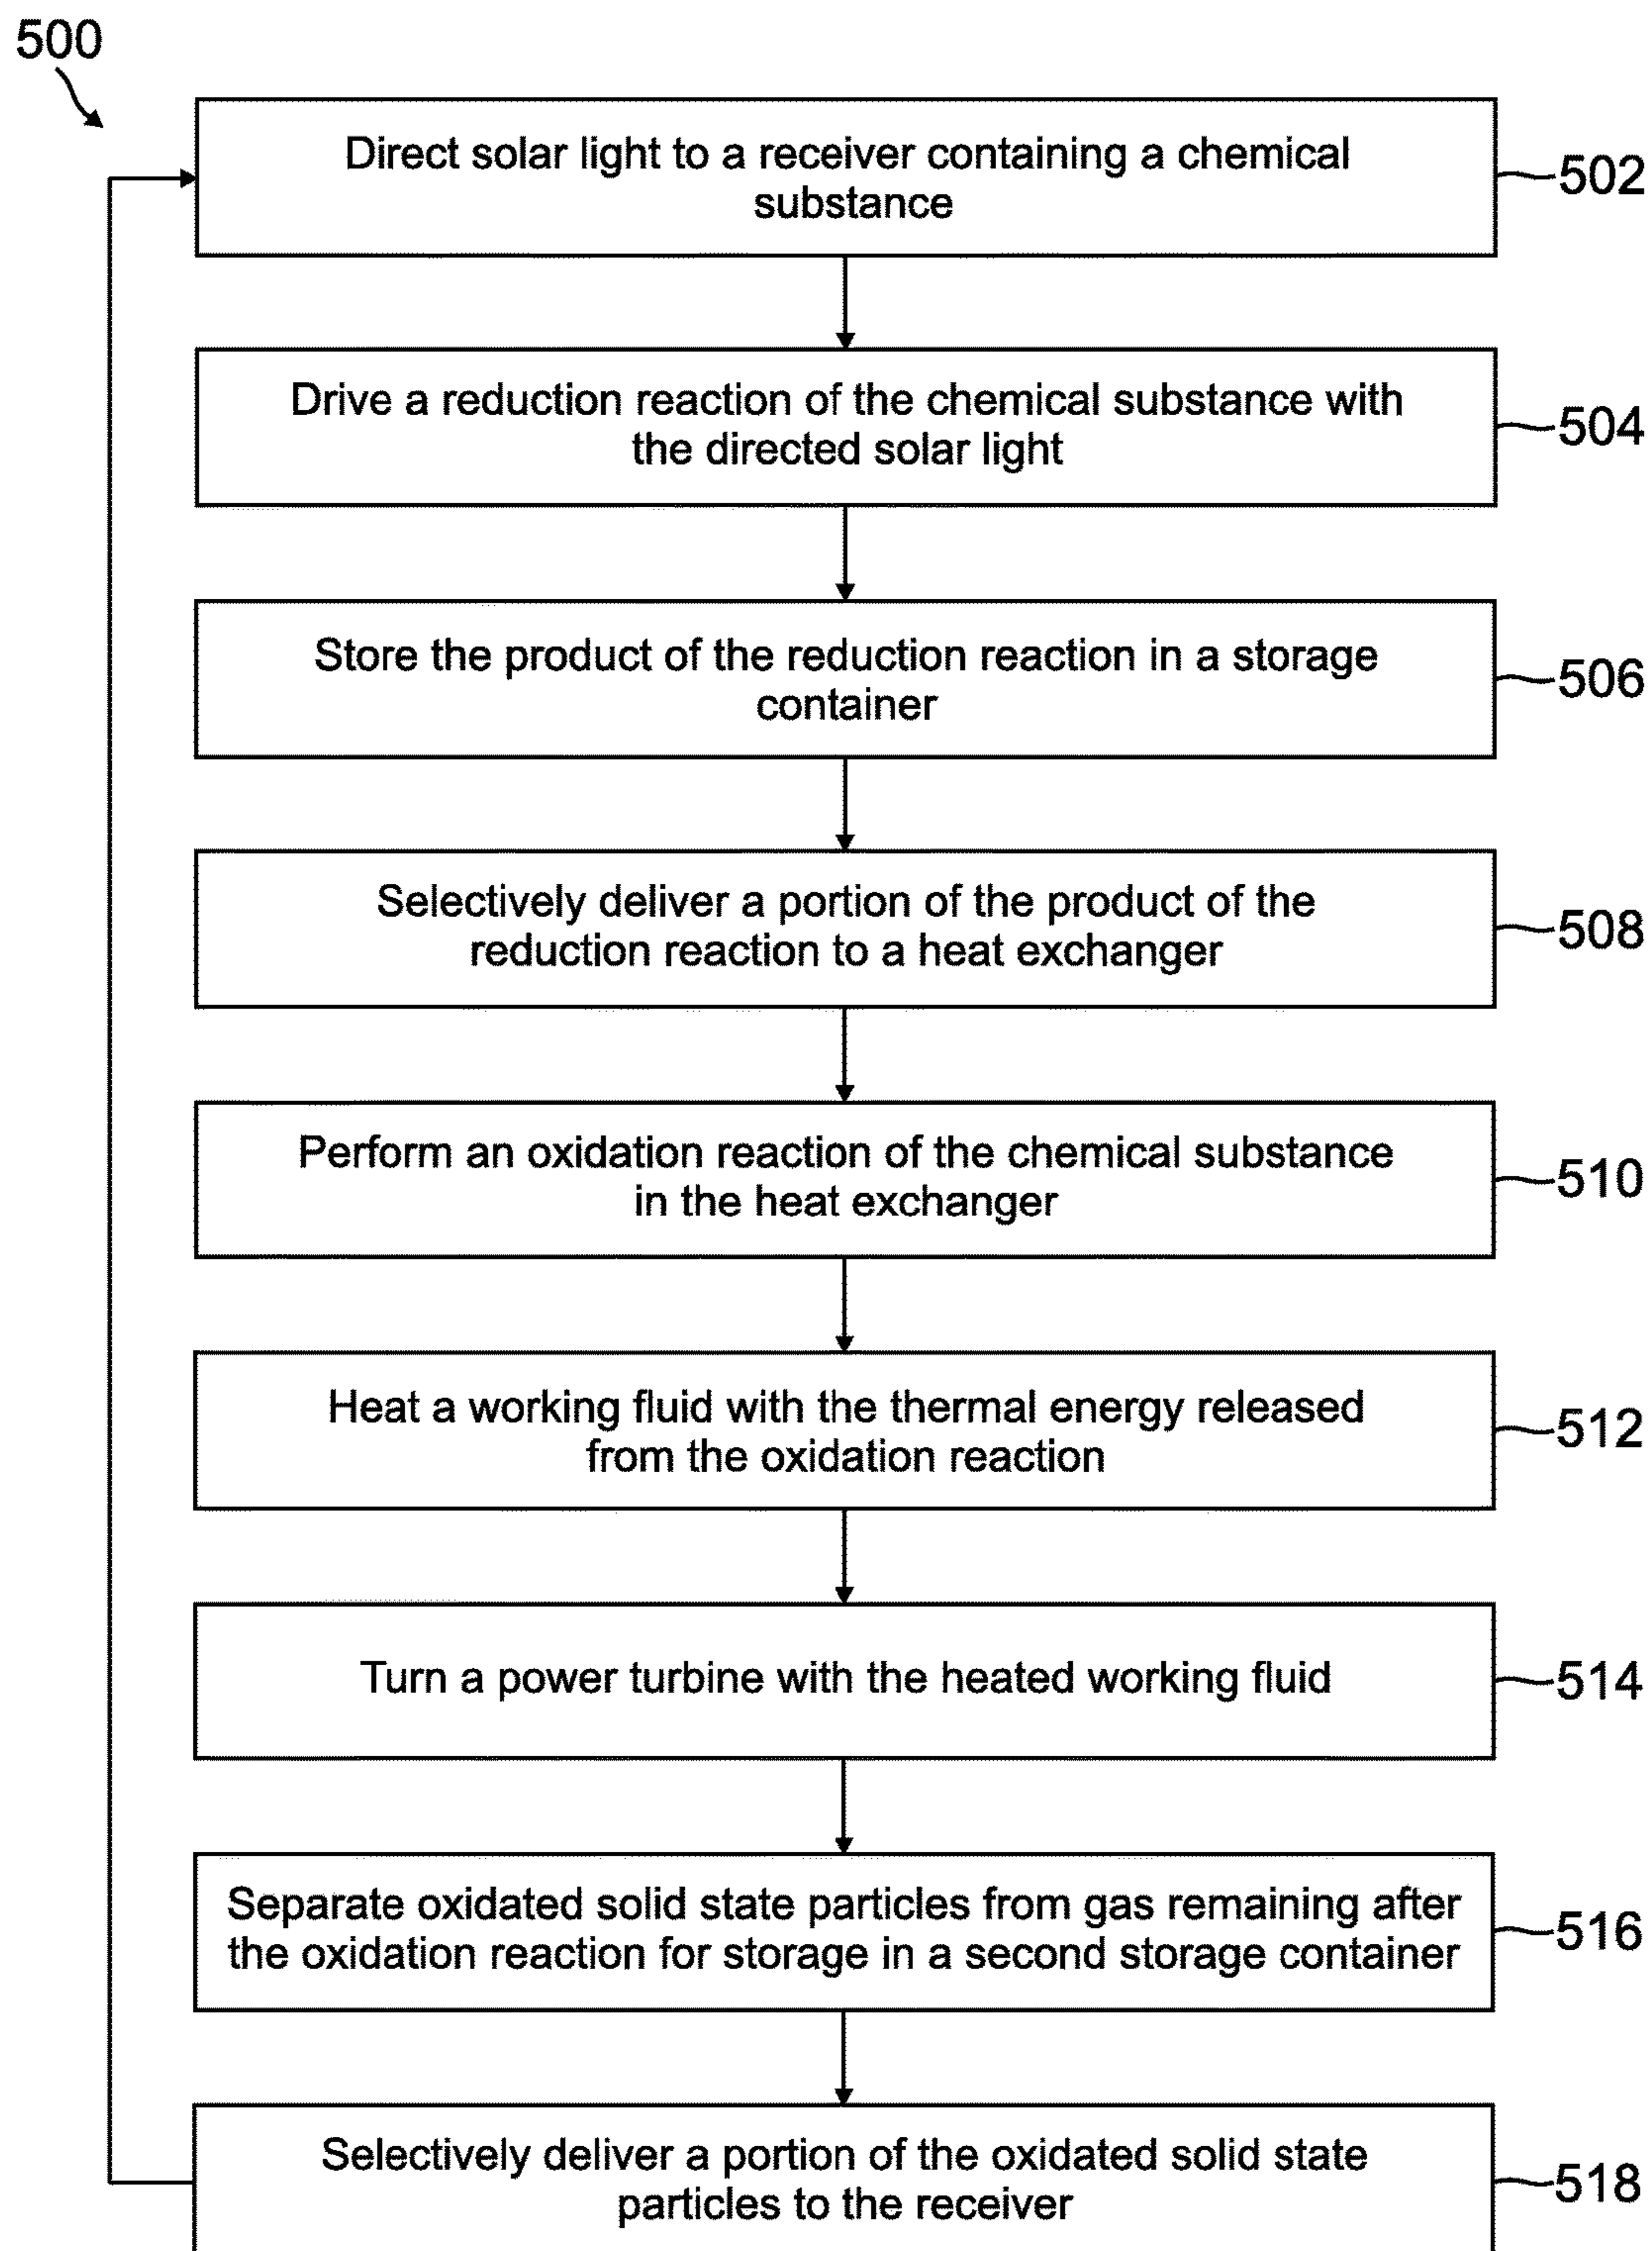 500
Direct solar light to a receiver containing a chemical
substance
502
Drive a reduction reaction of the chemical substance with
the directed solar light
504
Store the product of the reduction reaction in a storage
container
506
Selectively deliver a portion of the product of the
reduction reaction to a heat exchanger
508
Perform an oxidation reaction of the chemical substance
in the heat exchanger
510
Heat a working fluid with the thermal energy released
from the oxidation reaction
512
Turn a power turbine with the heated working fluid
514
Separate oxidated solid state particles from gas remaining after
the oxidation reaction for storage in a second storage container
516
Selectively deliver a portion of the oxidated solid state
particles to the receiver
518